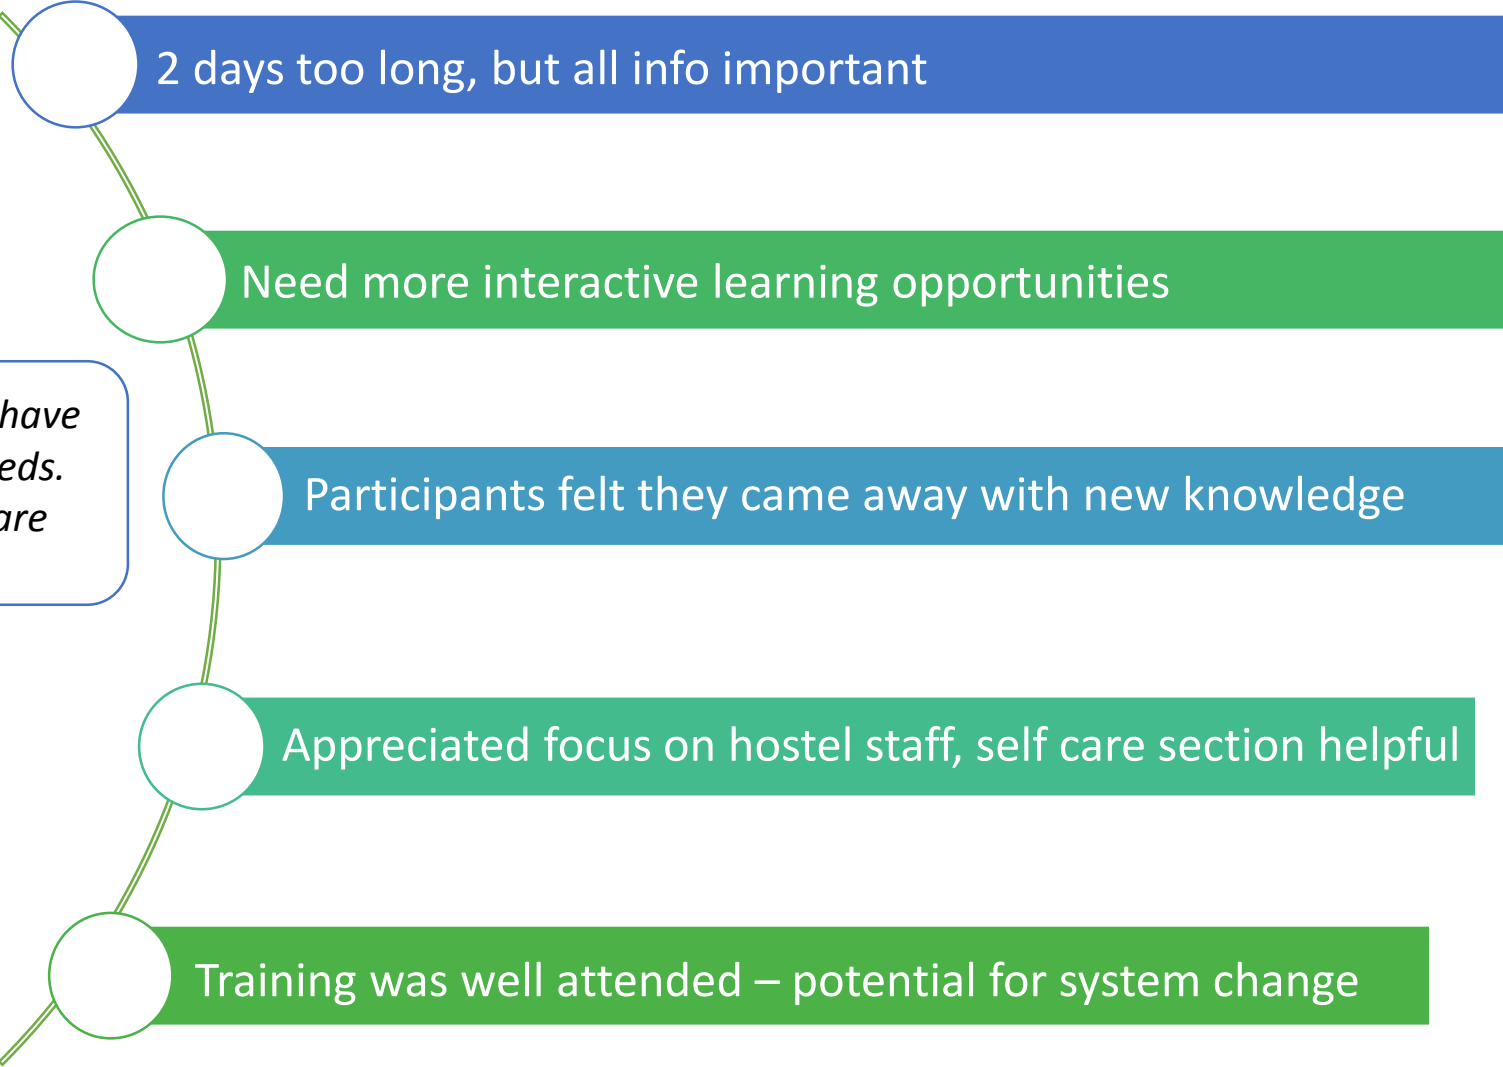 2 days too long, but all info important
Need more interactive learning opportunities
have
eds.
are
Participants felt they came away with new knowledge
Appreciated focus on hostel staff, self care section helpful
Training was well attended – potential for system change